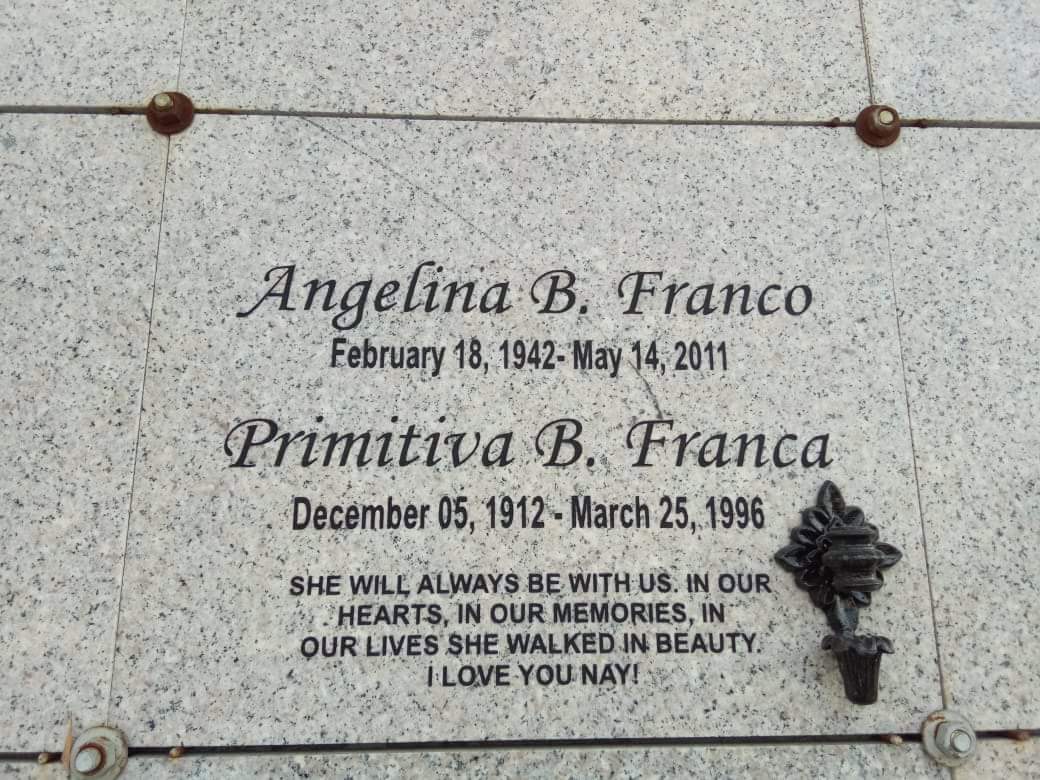 Angelina B. Franco
February 18, 1942- May 14, 2011
Primitiva B. Franca
December 05, 1912 - March 25, 1996
SHE WILL ALWAYS BE WITH US. IN OUR
HEARTS, IN OUR MEMORIES, IN
OUR LIVES SHE WALKED IN BEAUTY.
I LOVE YOU NAY!